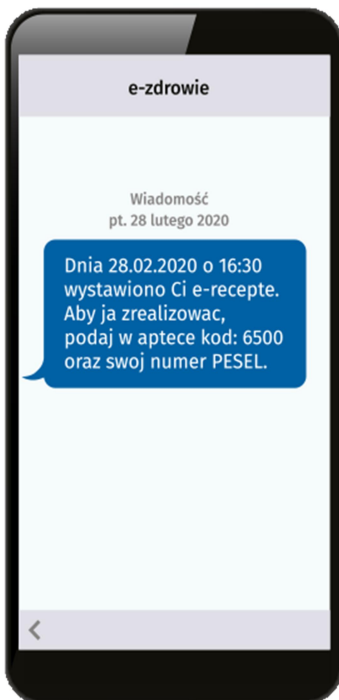 e-zdrowie
Wiadomość
pt. 28 lutego 2020
Dnia 28.02.2020 o 16:30
wystawiono Ci e-recepte.
Aby ja zrealizowac,
podaj w aptece kod: 6500
oraz swoj numer PESEL.